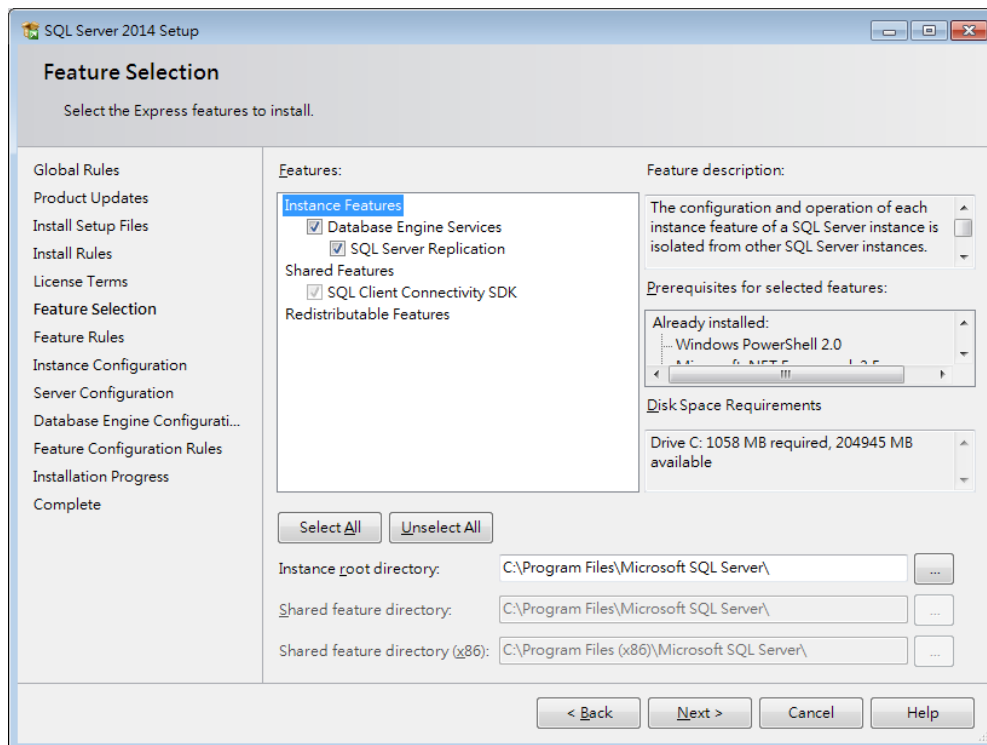 SQL Server 2014 Setup
Feature Selection
Select the Express features to install.
Global Rules
Product Updates
Install Setup Files
Install Rules
License Terms
Feature Selection
Feature Rules
Instance Configuration
Server Configuration
Database Engine Configurati...
Feature Configuration Rules
Installation Progress
Complete
Features:
Instance Features
Database Engine Services
SQL Server Replication
Shared Features
SQL Client Connectivity SDK
Redistributable Features
Feature description:
The configuration and operation of each
instance feature of a SQL Server instance is
isolated from other SQL Server instances.
Prerequisites for selected features:
Already installed:
Windows PowerShell 2.0
Disk Space Requirements
Drive C: 1058 MB required, 204945 MB
available
Select All
Unselect All
Instance root directory:
C:\Program Files\Microsoft SQL Server\
...
Shared feature directory:
C:\Program Files\Microsoft SQL Server\
...
Shared feature directory (x86):
C:\Program Files (x86)\Microsoft SQL Server\
...
< Back
Next >
Cancel
Help